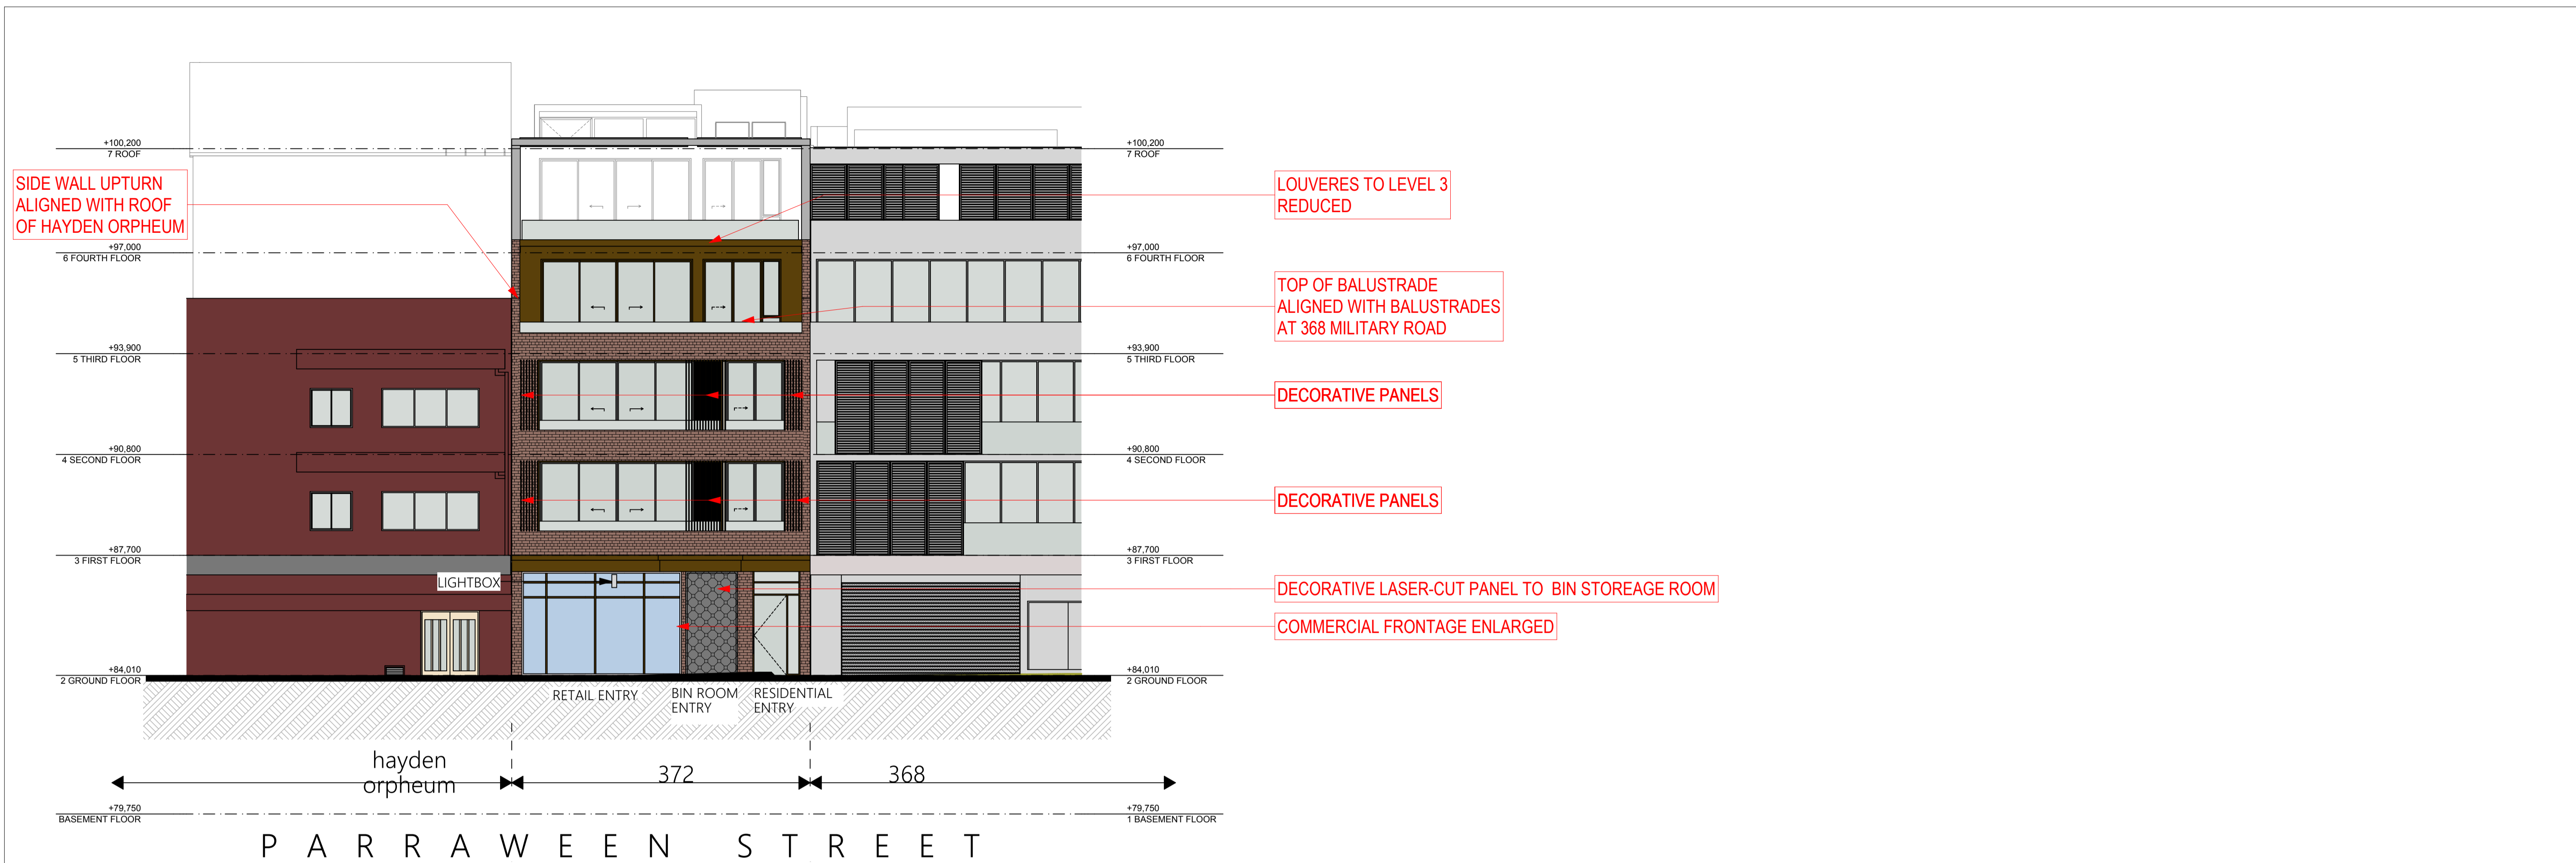 +100,200
7 ROOF
+100,200
7 ROOF
SIDE WALL UPTURN
ALIGNED WITH ROOF
OF HAYDEN ORPHEUM
LOUVERES TO LEVEL 3
REDUCED
+97,000
6 FOURTH FLOOR
+97,000
6 FOURTH FLOOR
TOP OF BALUSTRADE
ALIGNED WITH BALUSTRADES
AT 368 MILITARY ROAD
+93,900
5 THIRD FLOOR
+93,900
5 THIRD FLOOR
DECORATIVE PANELS
+90,800
4 SECOND FLOOR
+90,800
4 SECOND FLOOR
DECORATIVE PANELS
+87,700
3 FIRST FLOOR
+87,700
3 FIRST FLOOR
LIGHTBOX
DECORATIVE LASER-CUT PANEL TO BIN STOREAGE ROOM
COMMERCIAL FRONTAGE ENLARGED
+84,010
2 GROUND FLOOR
+84,010
2 GROUND FLOOR
RETAIL ENTRY
BIN ROOM
ENTRY
RESIDENTIAL
ENTRY
hayden
orpheum
372
368
+79,750
BASEMENT FLOOR
+79,750
1 BASEMENT FLOOR
PARRAWEEN STREET